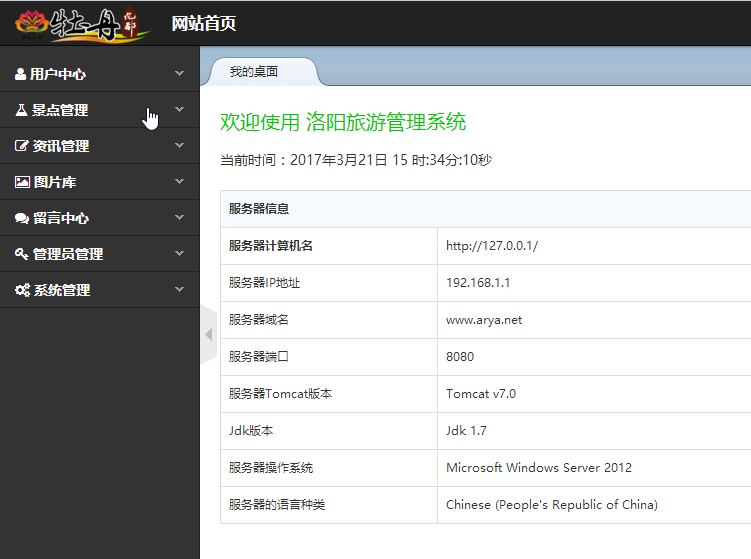 牡丹 花都
网站首页
用户中心
景点管理
资讯管理
图片库
留言中心
管理员管理
系统管理
我的桌面
欢迎使用 洛阳旅游管理系统
当前时间：2017年3月21日 15 时:34分:10秒
服务器信息
服务器计算机名 http://127.0.0.1/
服务器IP地址 192.168.1.1
服务器域名 www.arya.net
服务器端口 8080
服务器Tomcat版本 Tomcat v7.0
Jdk版本 Jdk 1.7
服务器操作系统 Microsoft Windows Server 2012
服务器的语言种类 Chinese (People's Republic of China)